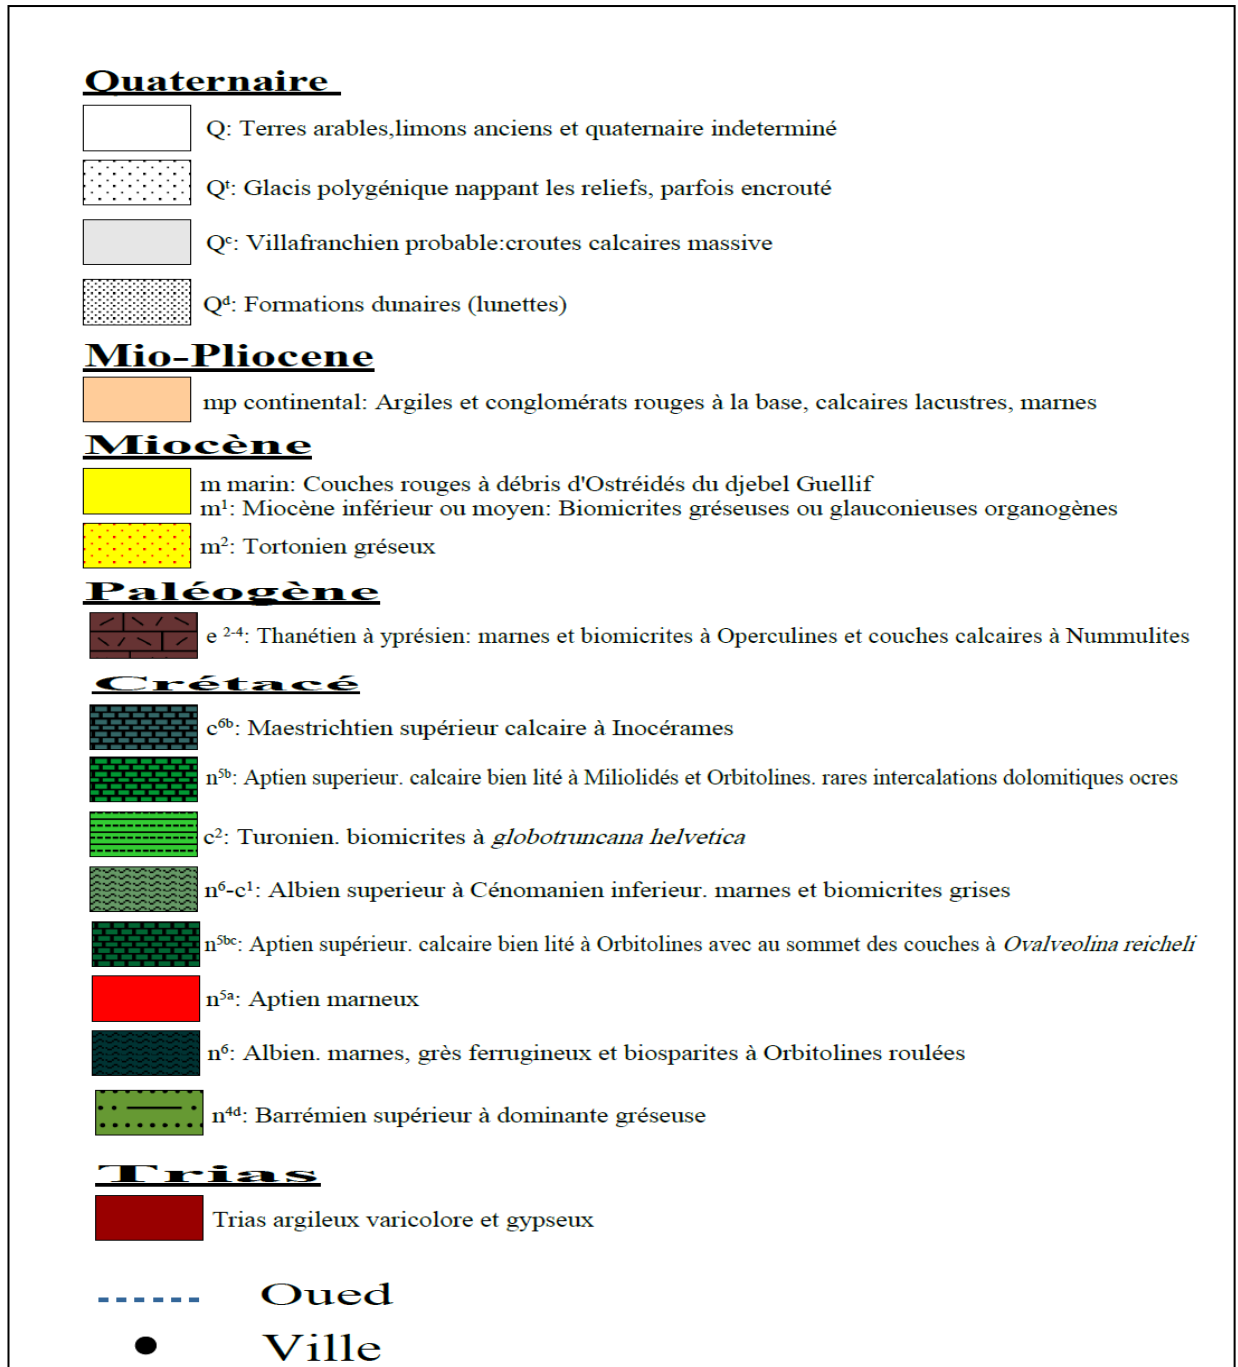 Quaternaire
Q: Terres arables,limons anciens et quaternaire indeterminé
Qᵗ: Glacis polygénique nappant les reliefs, parfois encrouté
Qᶜ: Villafranchien probable:croutes calcaires massive
Qᵈ: Formations dunaires (lunettes)
Mio-Pliocene
mp continental: Argiles et conglomérats rouges à la base, calcaires lacustres, marnes
Miocène
m marin: Couches rouges à débris d'Ostréidés du djebel Guellif
m¹: Miocène inférieur ou moyen: Biomicrites gréseuses ou glauconieuses organogènes
m²: Tortonien gréseux
Paléogène
e ²⁻⁴: Thanétien à yprésien: marnes et biomicrites à Operculines et couches calcaires à Nummulites
Crétacé
c⁶ᵇ: Maestrichtien supérieur calcaire à Inocérames
n⁵ᵇ: Aptien superieur. calcaire bien lité à Miliolidés et Orbitolines. rares intercalations dolomitiques ocres
c²: Turonien. biomicrites à globotruncana helvetica
n⁶-c¹: Albien superieur à Cénomanien inferieur. marnes et biomicrites grises
n⁵ᵇᶜ: Aptien supérieur. calcaire bien lité à Orbitolines avec au sommet des couches à Ovalveolina reicheli
n⁵ᵃ: Aptien marneux
n⁶: Albien. marnes, grès ferrugineux et biosparites à Orbitolines roulées
n⁴ᵈ: Barrémien supérieur à dominante gréseuse
Trias
Trias argileux varicolore et gypseux
Oued
Ville